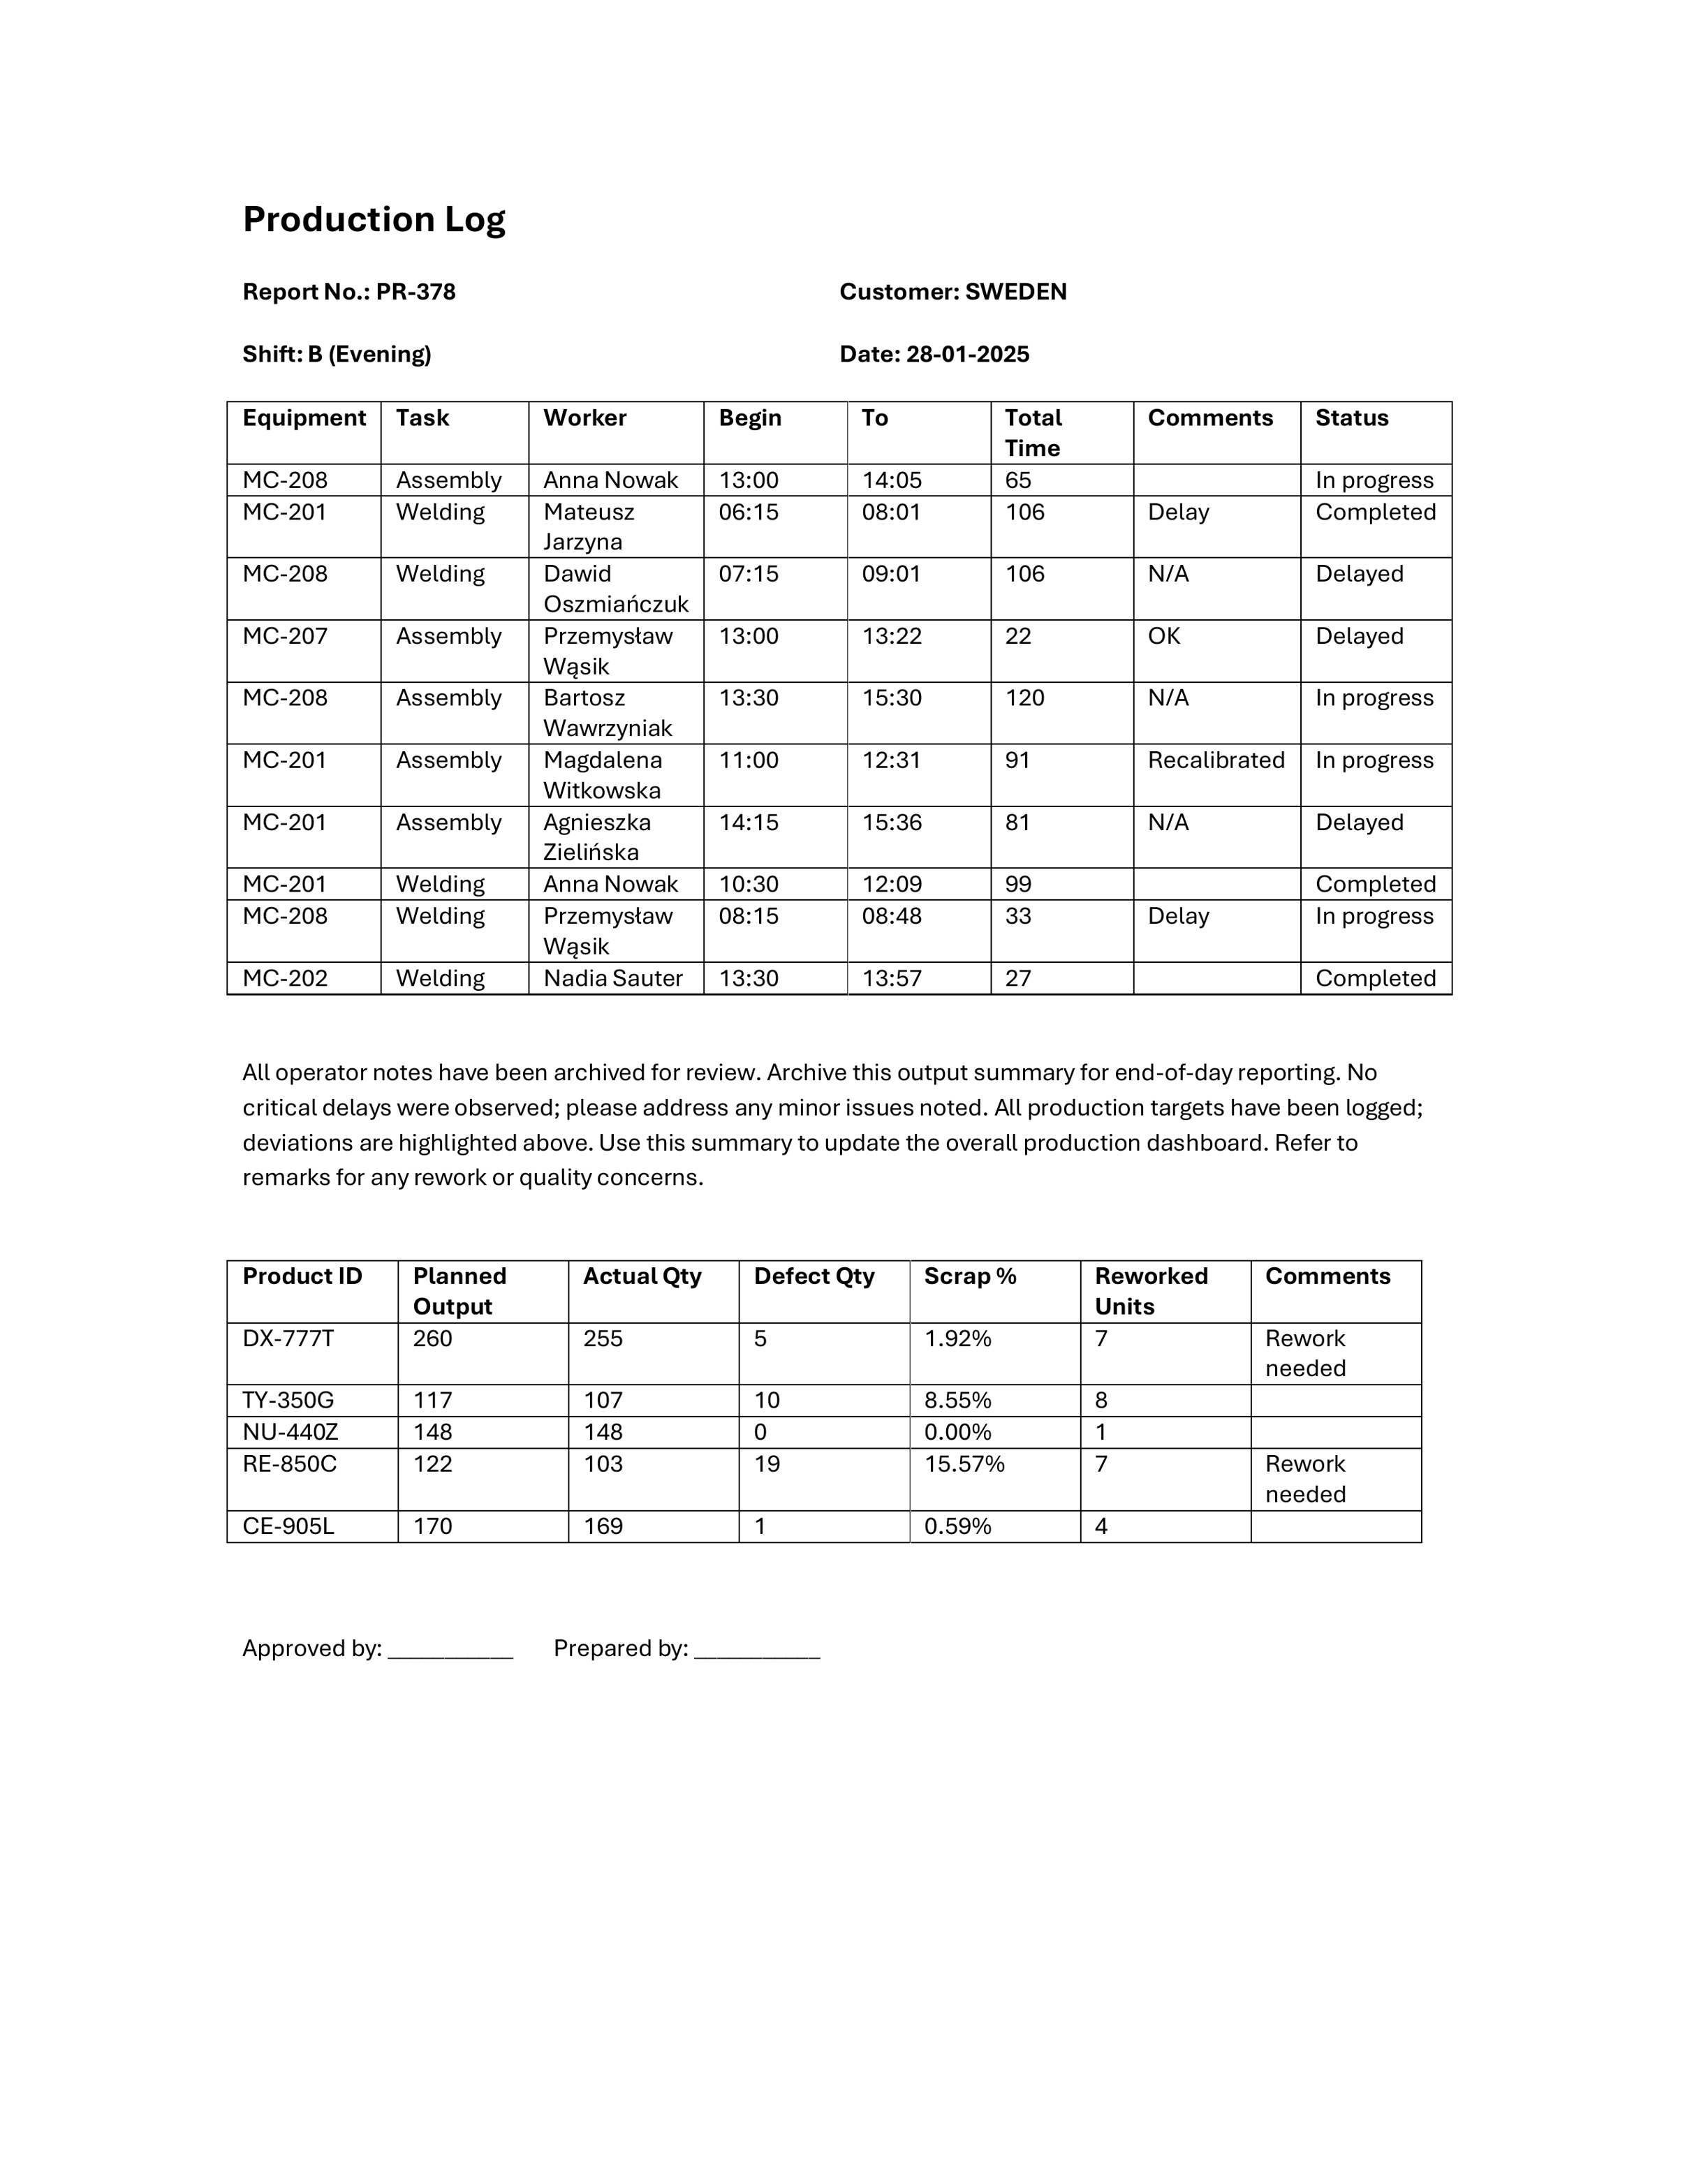 Production Log
Report No.: PR-378 Customer: SWEDEN
Shift: B (Evening) Date: 28-01-2025
Equipment Task Worker Begin To Total Time Comments Status
MC-208 Assembly Anna Nowak 13:00 14:05 65 In progress
MC-201 Welding Mateusz Jarzyna 06:15 08:01 106 Delay Completed
MC-208 Welding Dawid Oszmiańczuk 07:15 09:01 106 N/A Delayed
MC-207 Assembly Przemysław Wąsik 13:00 13:22 22 OK Delayed
MC-208 Assembly Bartosz Wawrzyniak 13:30 15:30 120 N/A In progress
MC-201 Assembly Magdalena Witkowska 11:00 12:31 91 Recalibrated In progress
MC-201 Assembly Agnieszka Zielińska 14:15 15:36 81 N/A Delayed
MC-201 Welding Anna Nowak 10:30 12:09 99 Completed
MC-208 Welding Przemysław Wąsik 08:15 08:48 33 Delay In progress
MC-202 Welding Nadia Sauter 13:30 13:57 27 Completed
All operator notes have been archived for review. Archive this output summary for end-of-day reporting. No
critical delays were observed; please address any minor issues noted. All production targets have been logged;
deviations are highlighted above. Use this summary to update the overall production dashboard. Refer to
remarks for any rework or quality concerns.
Product ID Planned Output Actual Qty Defect Qty Scrap % Reworked Units Comments
DX-777T 260 255 5 1.92% 7 Rework needed
TY-350G 117 107 10 8.55% 8
NU-440Z 148 148 0 0.00% 1
RE-850C 122 103 19 15.57% 7 Rework needed
CE-905L 170 169 1 0.59% 4
Approved by: ___________ Prepared by: ___________